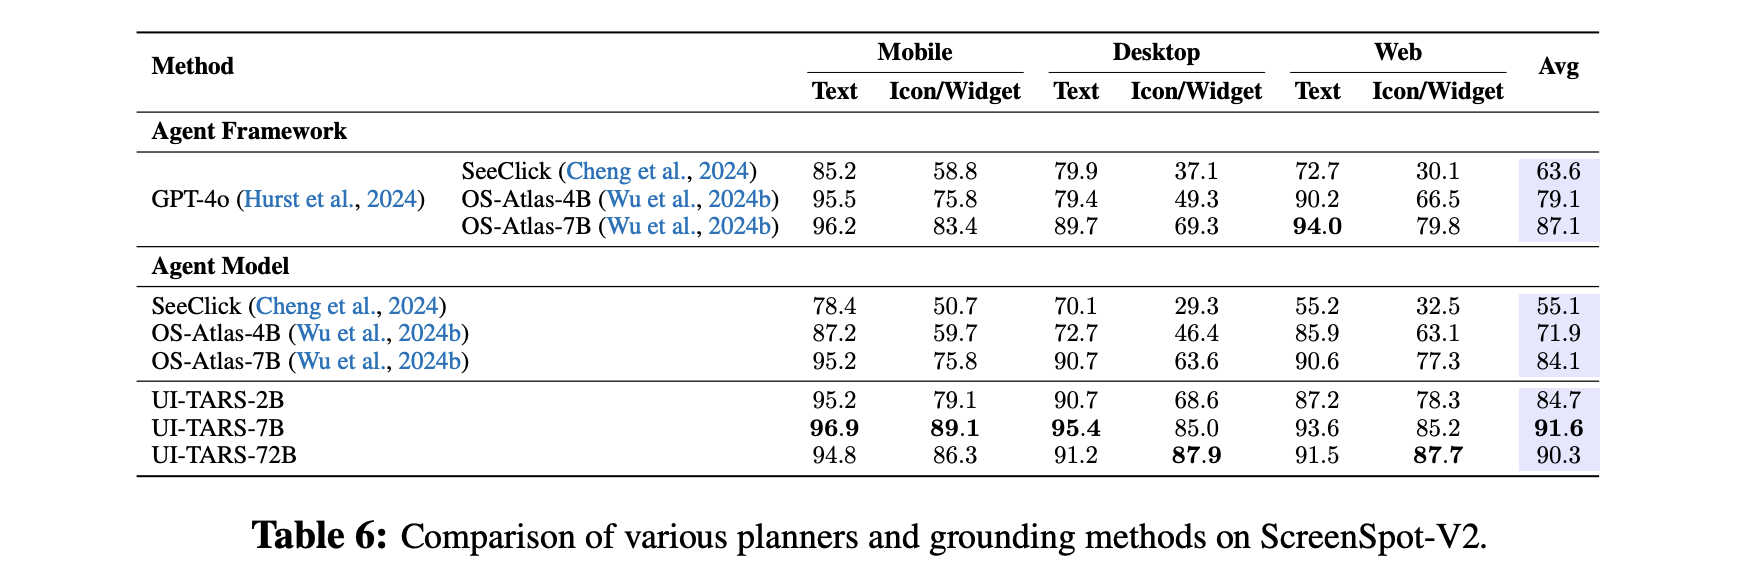 Method Mobile Desktop Web Avg
Text Icon/Widget Text Icon/Widget Text Icon/Widget
Agent Framework
GPT-4o (Hurst et al., 2024) SeeClick (Cheng et al., 2024) 85.2 58.8 79.9 37.1 72.7 30.1 63.6
OS-Atlas-4B (Wu et al., 2024b) 95.5 75.8 79.4 49.3 90.2 66.5 79.1
OS-Atlas-7B (Wu et al., 2024b) 96.2 83.4 89.7 69.3 94.0 79.8 87.1
Agent Model
SeeClick (Cheng et al., 2024) 78.4 50.7 70.1 29.3 55.2 32.5 55.1
OS-Atlas-4B (Wu et al., 2024b) 87.2 59.7 72.7 46.4 85.9 63.1 71.9
OS-Atlas-7B (Wu et al., 2024b) 95.2 75.8 90.7 63.6 90.6 77.3 84.1
UI-TARS-2B 95.2 79.1 90.7 68.6 87.2 78.3 84.7
UI-TARS-7B 96.9 89.1 95.4 85.0 93.6 85.2 91.6
UI-TARS-72B 94.8 86.3 91.2 87.9 91.5 87.7 90.3
Table 6: Comparison of various planners and grounding methods on ScreenSpot-V2.